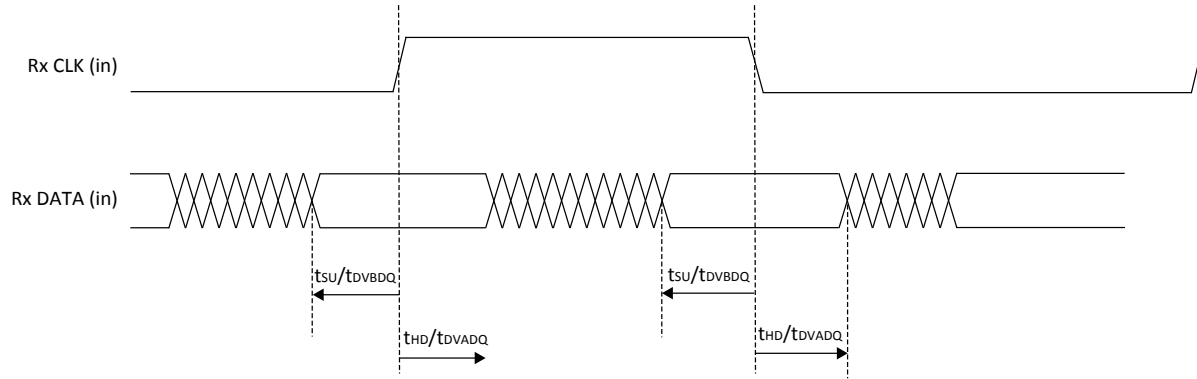 Rx CLK (in)
Rx DATA (in)
tSU/tDVBDQ
tSU/tDVBDQ
tHD/tDVADQ
tHD/tDVADQ